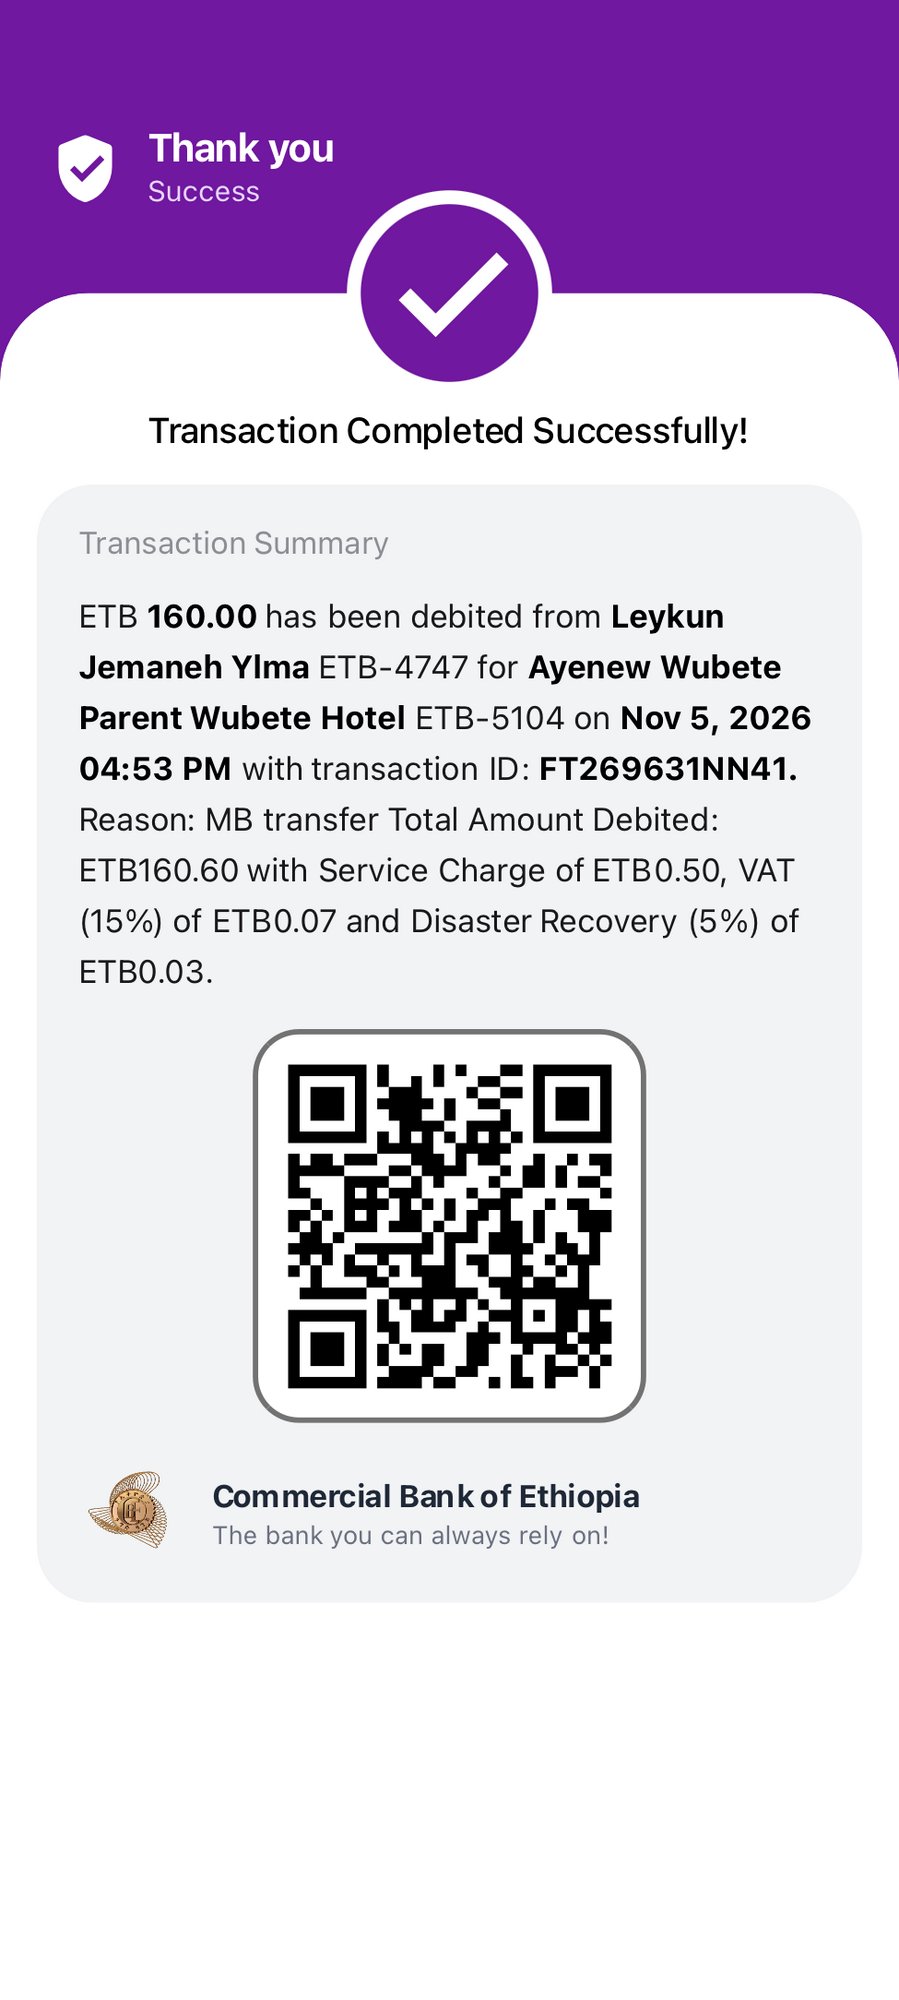 Thank you
Success
Transaction Completed Successfully!
Transaction Summary
ETB 160.00 has been debited from Leykun
Jemaneh Ylma ETB-4747 for Ayenew Wubete
Parent Wubete Hotel ETB-5104 on Nov 5, 2026
04:53 PM with transaction ID: FT269631NN41.
Reason: MB transfer Total Amount Debited:
ETB160.60 with Service Charge of ETB0.50, VAT
(15%) of ETB0.07 and Disaster Recovery (5%) of
ETB0.03.
Commercial Bank of Ethiopia
The bank you can always rely on!